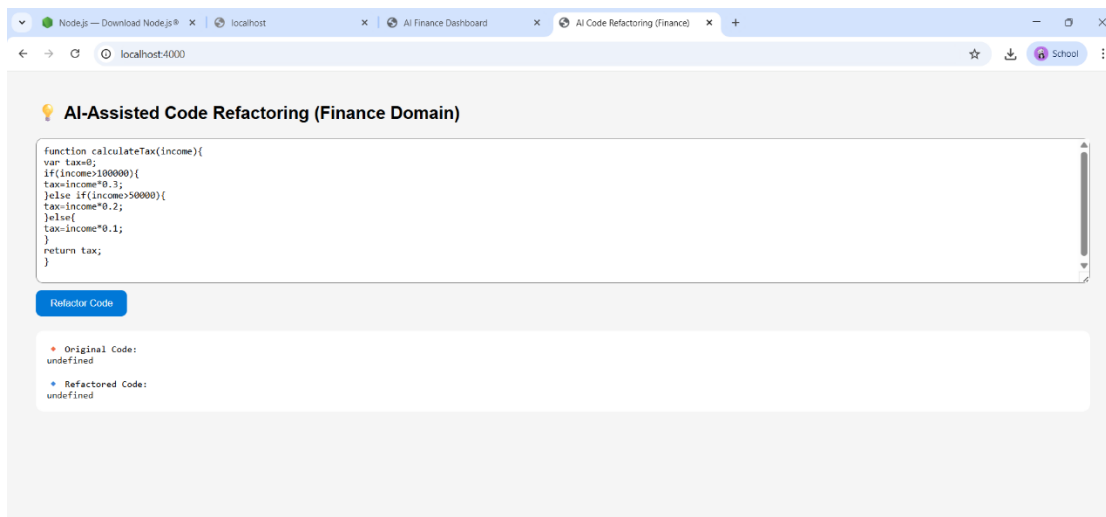 Node.js — Download Node.js®
localhost
AI Finance Dashboard
AI Code Refactoring (Finance)
localhost:4000
School
💡 AI-Assisted Code Refactoring (Finance Domain)
function calculateTax(income){
var tax=0;
if(income>100000){
tax=income*0.3;
}else if(income>50000){
tax=income*0.2;
}else{
tax=income*0.1;
}
return tax;
}
Refactor Code
🔸 Original Code:
undefined
🔹 Refactored Code:
undefined